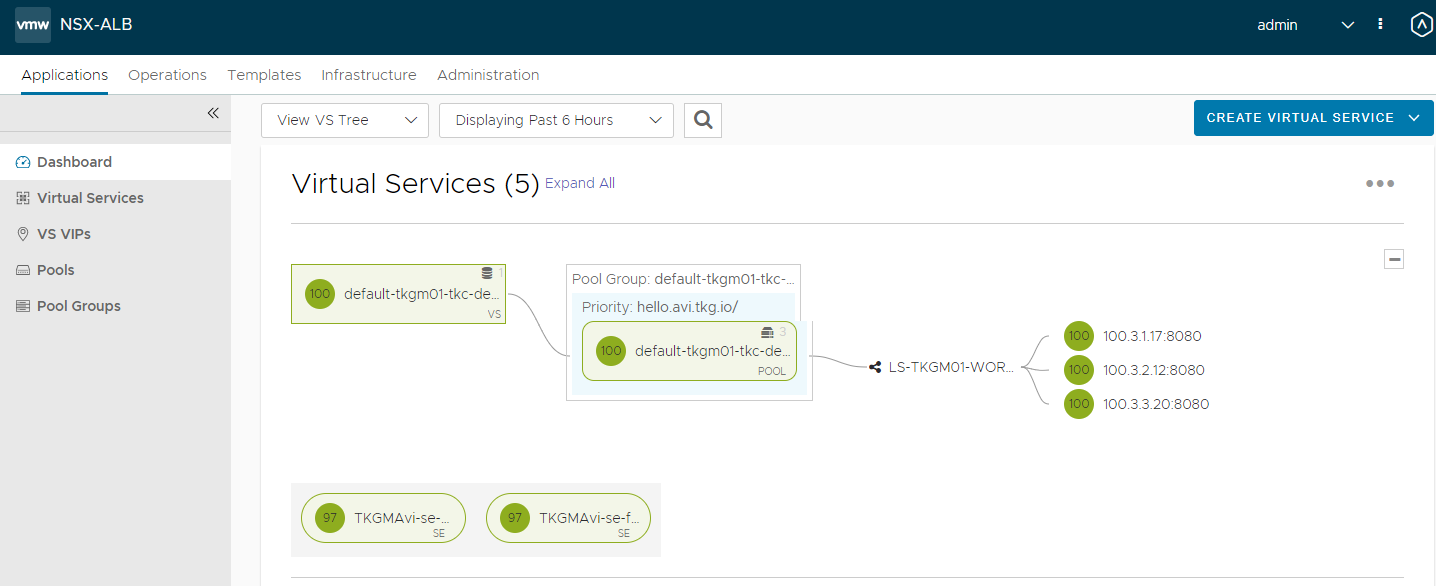 vmw NSX-ALB admin
Applications Operations Templates Infrastructure Administration
View VS Tree Displaying Past 6 Hours CREATE VIRTUAL SERVICE
Dashboard
Virtual Services
VS VIPs
Pools
Pool Groups
Virtual Services (5) Expand All
1
100 default-tkgm01-tkc-de...
VS
Pool Group: default-tkgm01-tkc-...
Priority: hello.avi.tkg.io/
3
100 default-tkgm01-tkc-de...
POOL
LS-TKGM01-WOR...
100 100.3.1.17:8080
100 100.3.2.12:8080
100 100.3.3.20:8080
97 TKGMAvi-se-...
SE
97 TKGMAvi-se-f...
SE